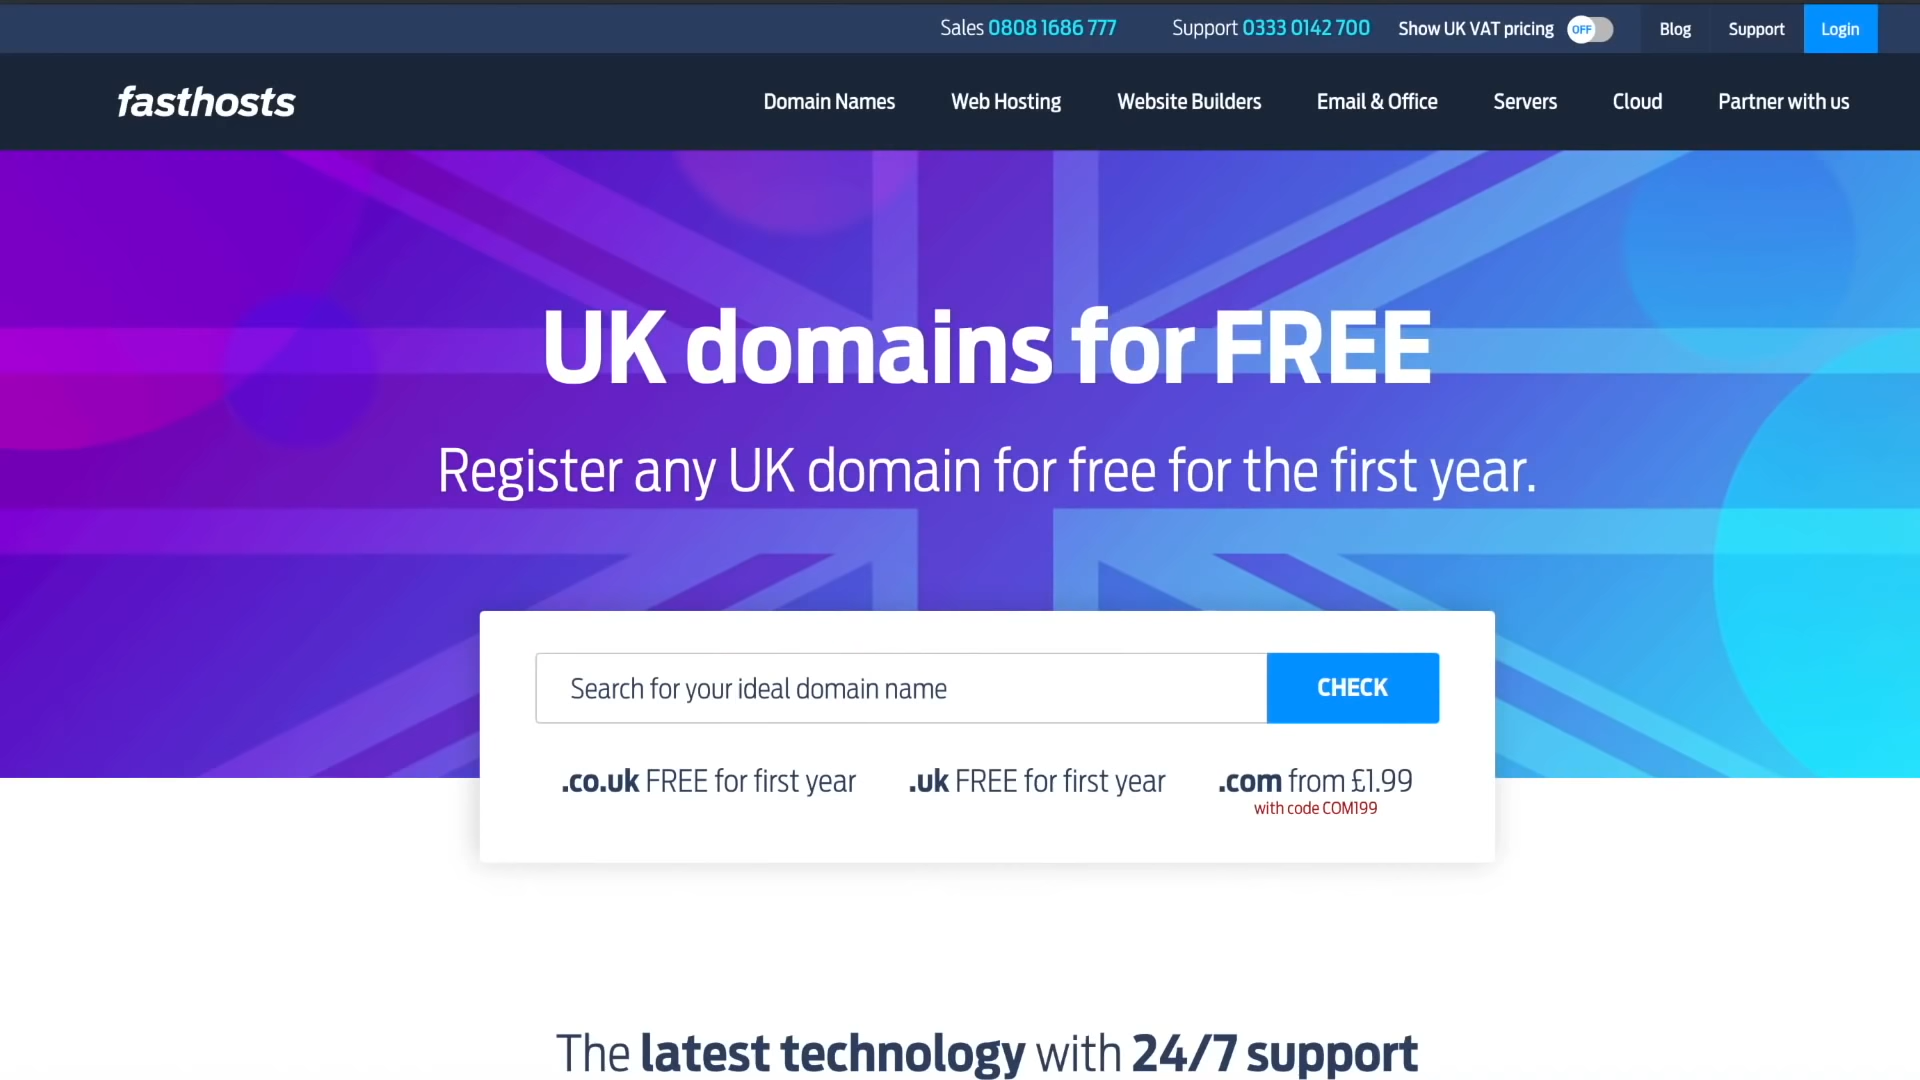 Sales 0808 1686 777 Support 0333 0142 700 Show UK VAT pricing OFF Blog Support Login
fasthosts Domain Names Web Hosting Website Builders Email & Office Servers Cloud Partner with us
UK domains for FREE
Register any UK domain for free for the first year.
Search for your ideal domain name CHECK
.co.uk FREE for first year .uk FREE for first year .com from £1.99
with code COM199
The latest technology with 24/7 support